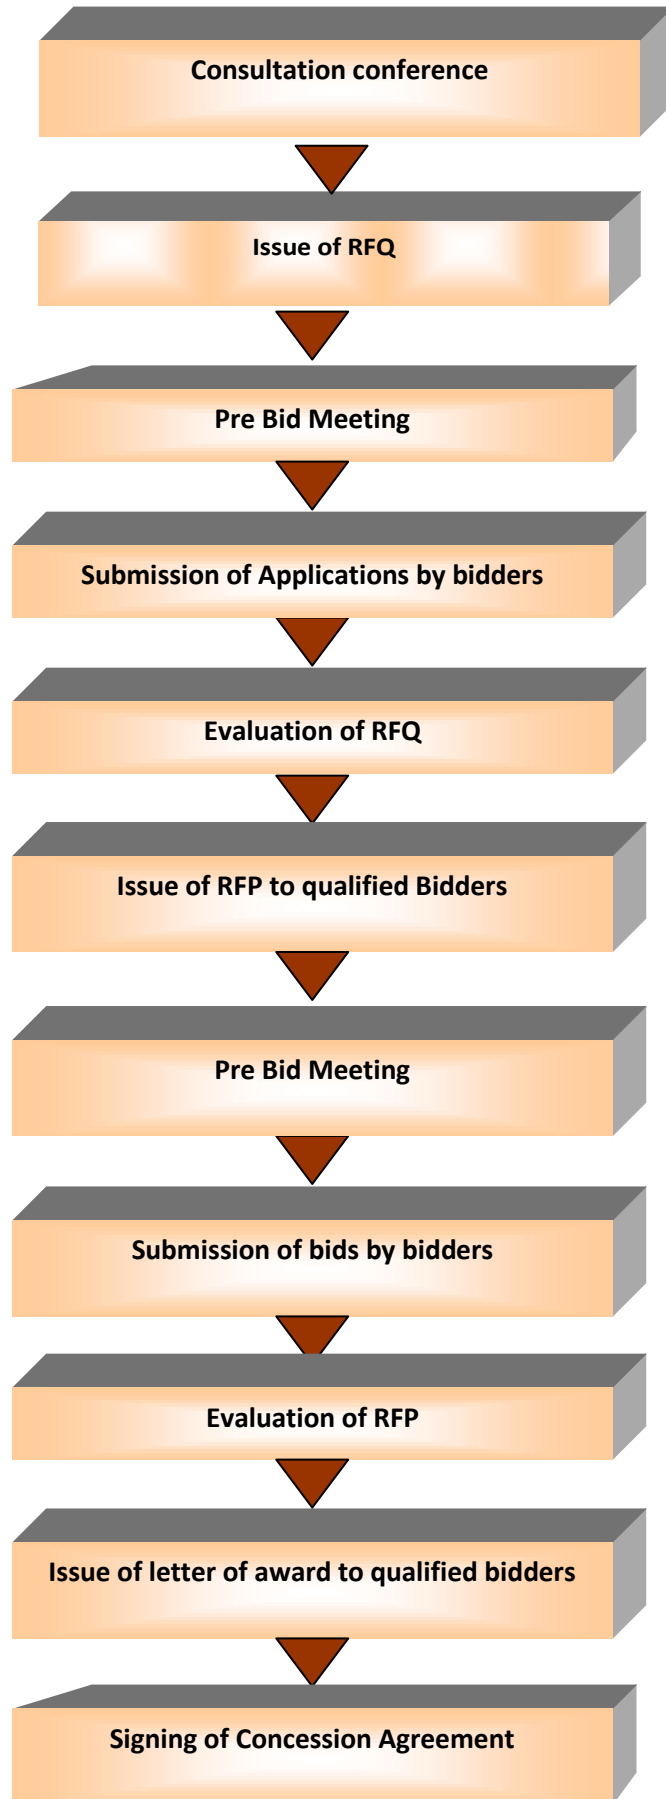 Consultation conference
Issue of RFQ
Pre Bid Meeting
Submission of Applications by bidders
Evaluation of RFQ
Issue of RFP to qualified Bidders
Pre Bid Meeting
Submission of bids by bidders
Evaluation of RFP
Issue of letter of award to qualified bidders
Signing of Concession Agreement